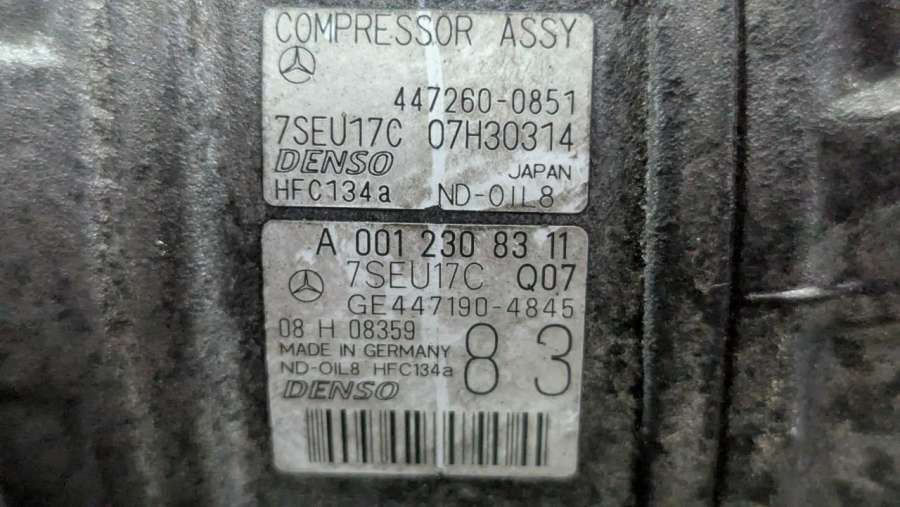 COMPRESSOR ASSY
447260-0851
7SEU17C 07H30314
DENSO JAPAN
HFC134a ND-OIL8
A 001 230 83 11
7SEU17C Q07
GE447190-4845
08 H 08359
MADE IN GERMANY
ND-OIL8 HFC134a
83
DENSO